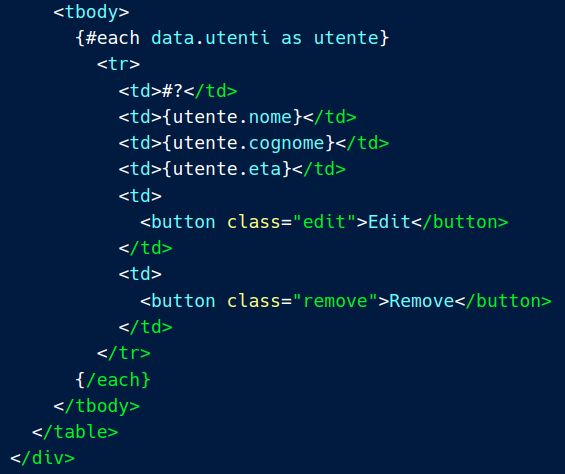 <tbody>
{#each data.utenti as utente}
<tr>
<td>#?</td>
<td>{utente.nome}</td>
<td>{utente.cognome}</td>
<td>{utente.eta}</td>
<td>
<button class="edit">Edit</button>
</td>
<td>
<button class="remove">Remove</button>
</td>
</tr>
{/each}
</tbody>
</table>
</div>